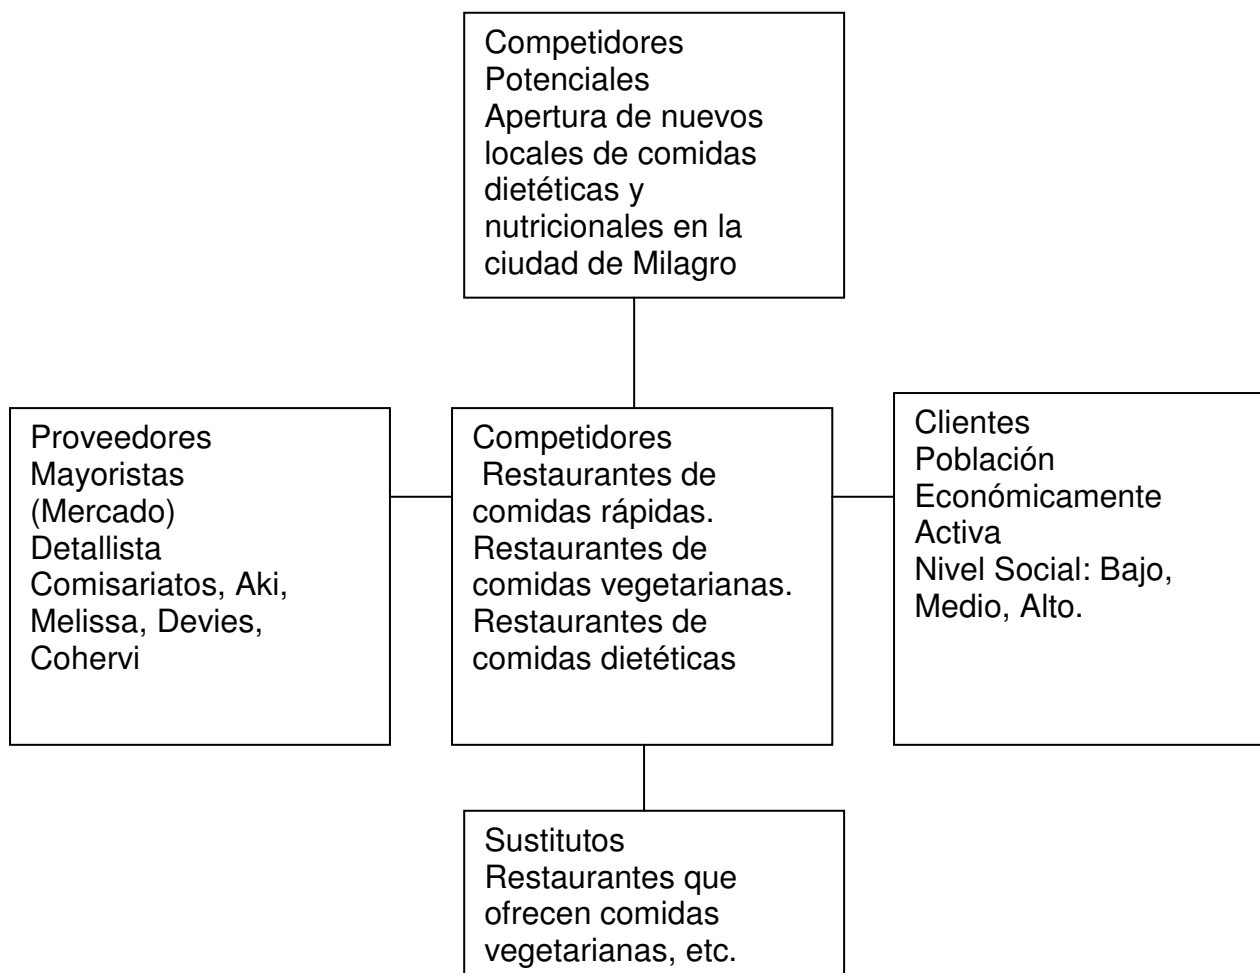 Competidores
Potenciales
Apertura de nuevos
locales de comidas
dietéticas y
nutricionales en la
ciudad de Milagro
Proveedores
Mayoristas
(Mercado)
Detallista
Comisariatos, Aki,
Melissa, Devies,
Cohervi
Competidores
Restaurantes de
comidas rápidas.
Restaurantes de
comidas vegetarianas.
Restaurantes de
comidas dietéticas
Clientes
Población
Económicamente
Activa
Nivel Social: Bajo,
Medio, Alto.
Sustitutos
Restaurantes que
ofrecen comidas
vegetarianas, etc.